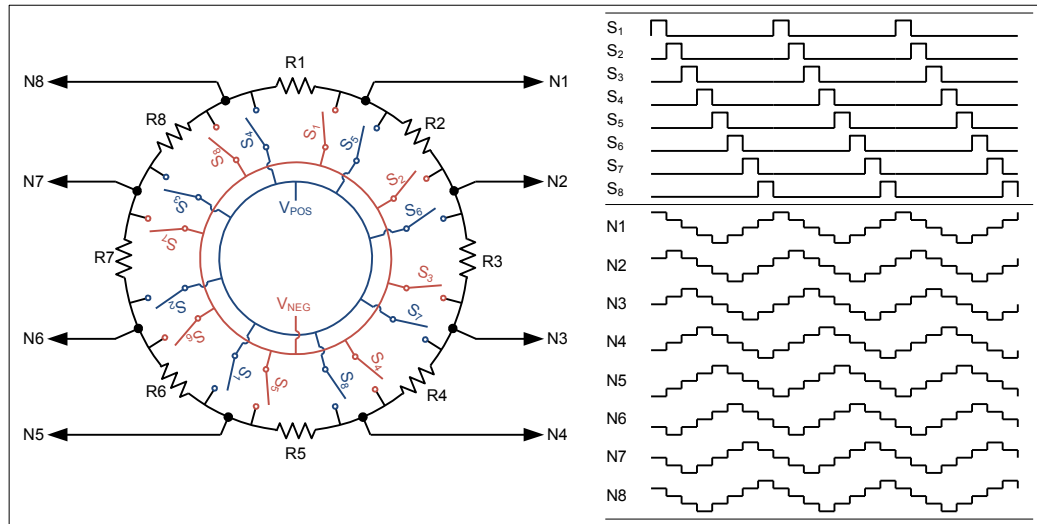 R1
N8
N1
R8
S₄
S₁
S₅
R2
S₈
N7
S₃
S₂
N2
V_POS
S₆
R7
S₇
S₃
R3
S₂
V_NEG
S₇
N6
S₆
S₄
N3
R6
S₁
S₅
S₈
R4
N5
R5
N4
S₁
S₂
S₃
S₄
S₅
S₆
S₇
S₈
N1
N2
N3
N4
N5
N6
N7
N8